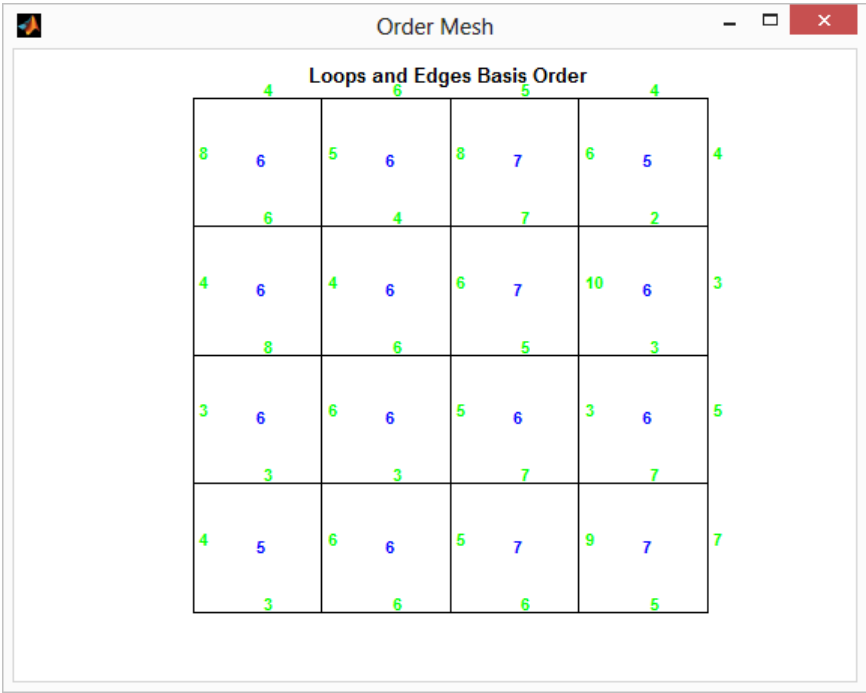 Order Mesh
Loops and Edges Basis Order
4 6 5 4
8 6 5 6 8 7 6 5 4
6 4 7 2
4 6 4 6 6 7 10 6 3
8 6 5 3
3 6 6 6 5 6 3 6 5
3 3 7 7
4 5 6 6 5 7 9 7 7
3 6 6 5